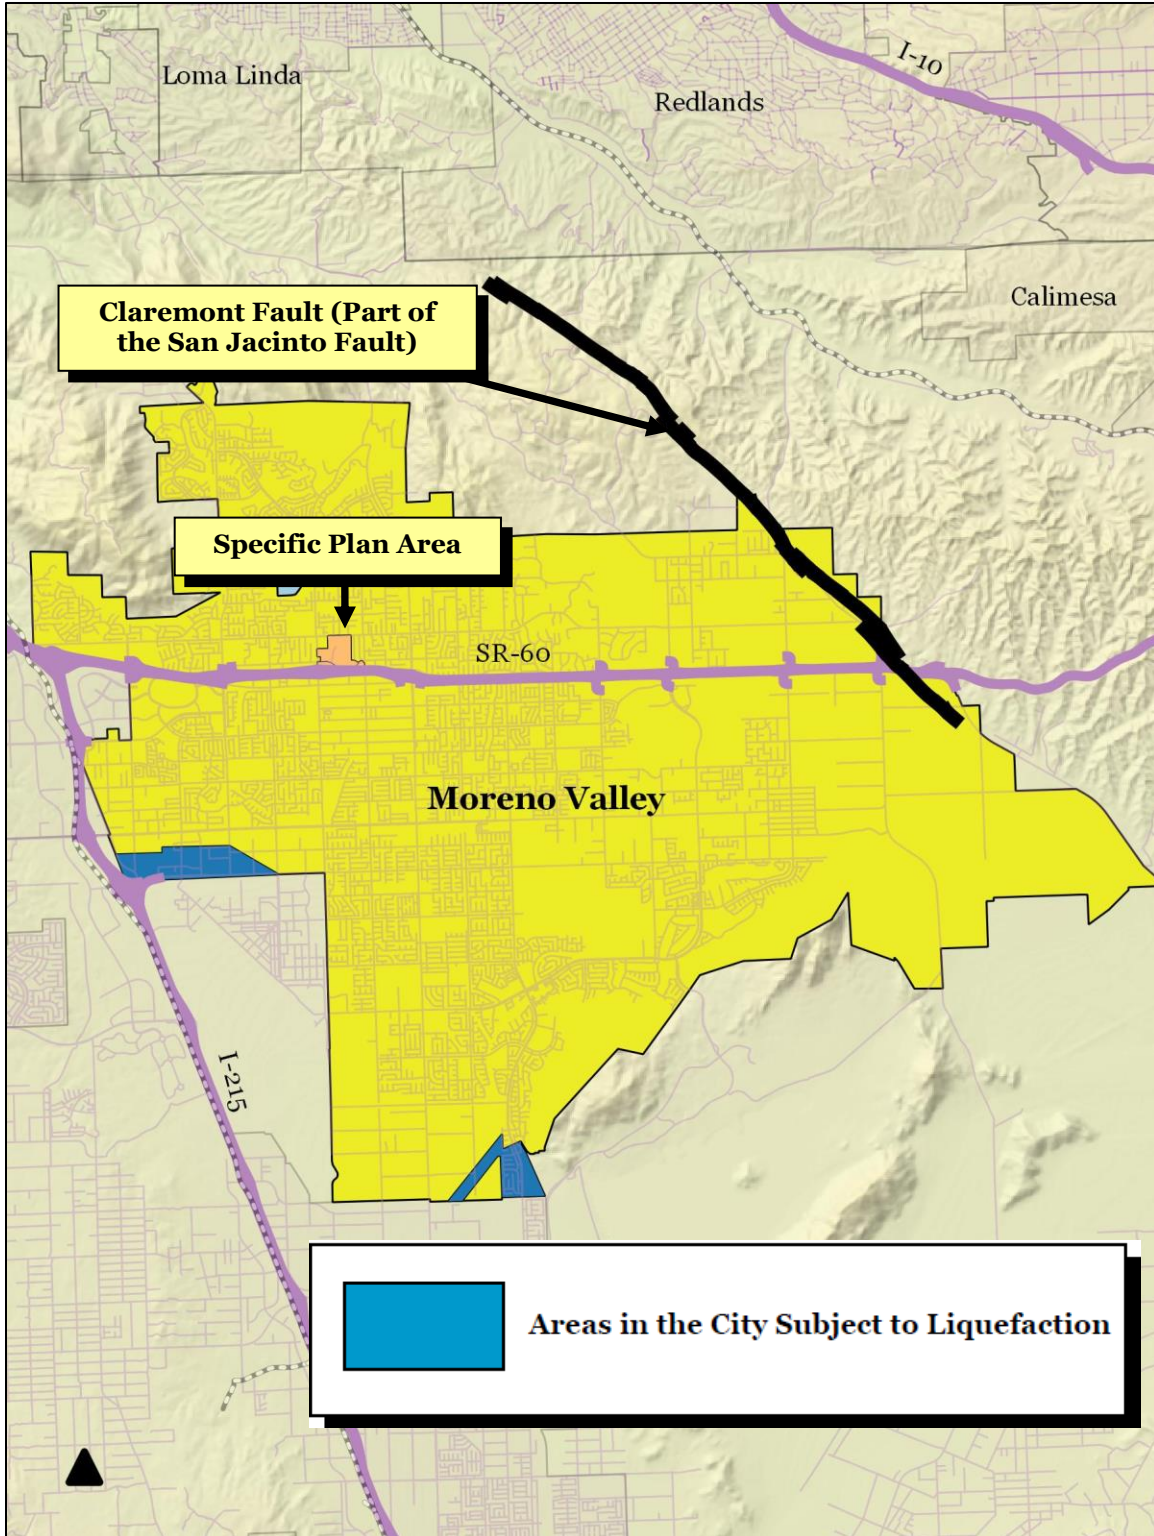 Loma Linda
I-10
Redlands
Calimesa
Claremont Fault (Part of
the San Jacinto Fault)
Specific Plan Area
SR-60
Moreno Valley
I-215
Areas in the City Subject to Liquefaction